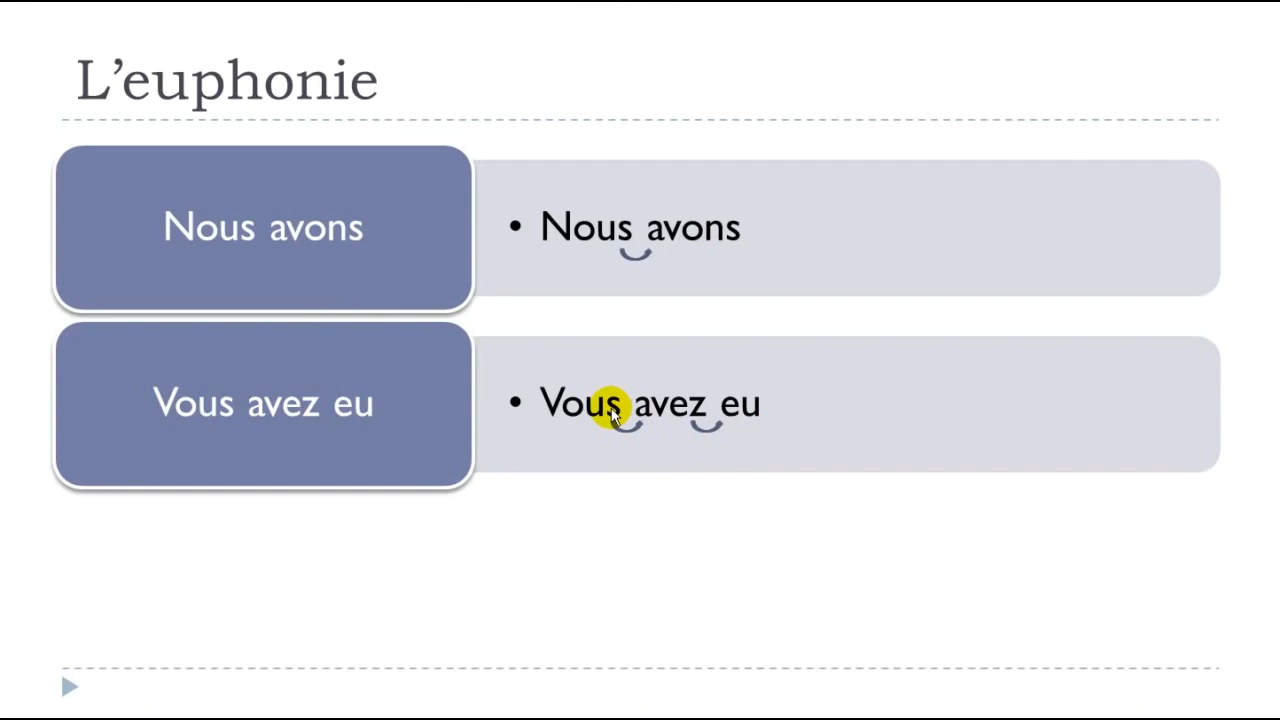 L’euphonie
Nous avons
• Nous avons
Vous avez eu
• Vous avez eu